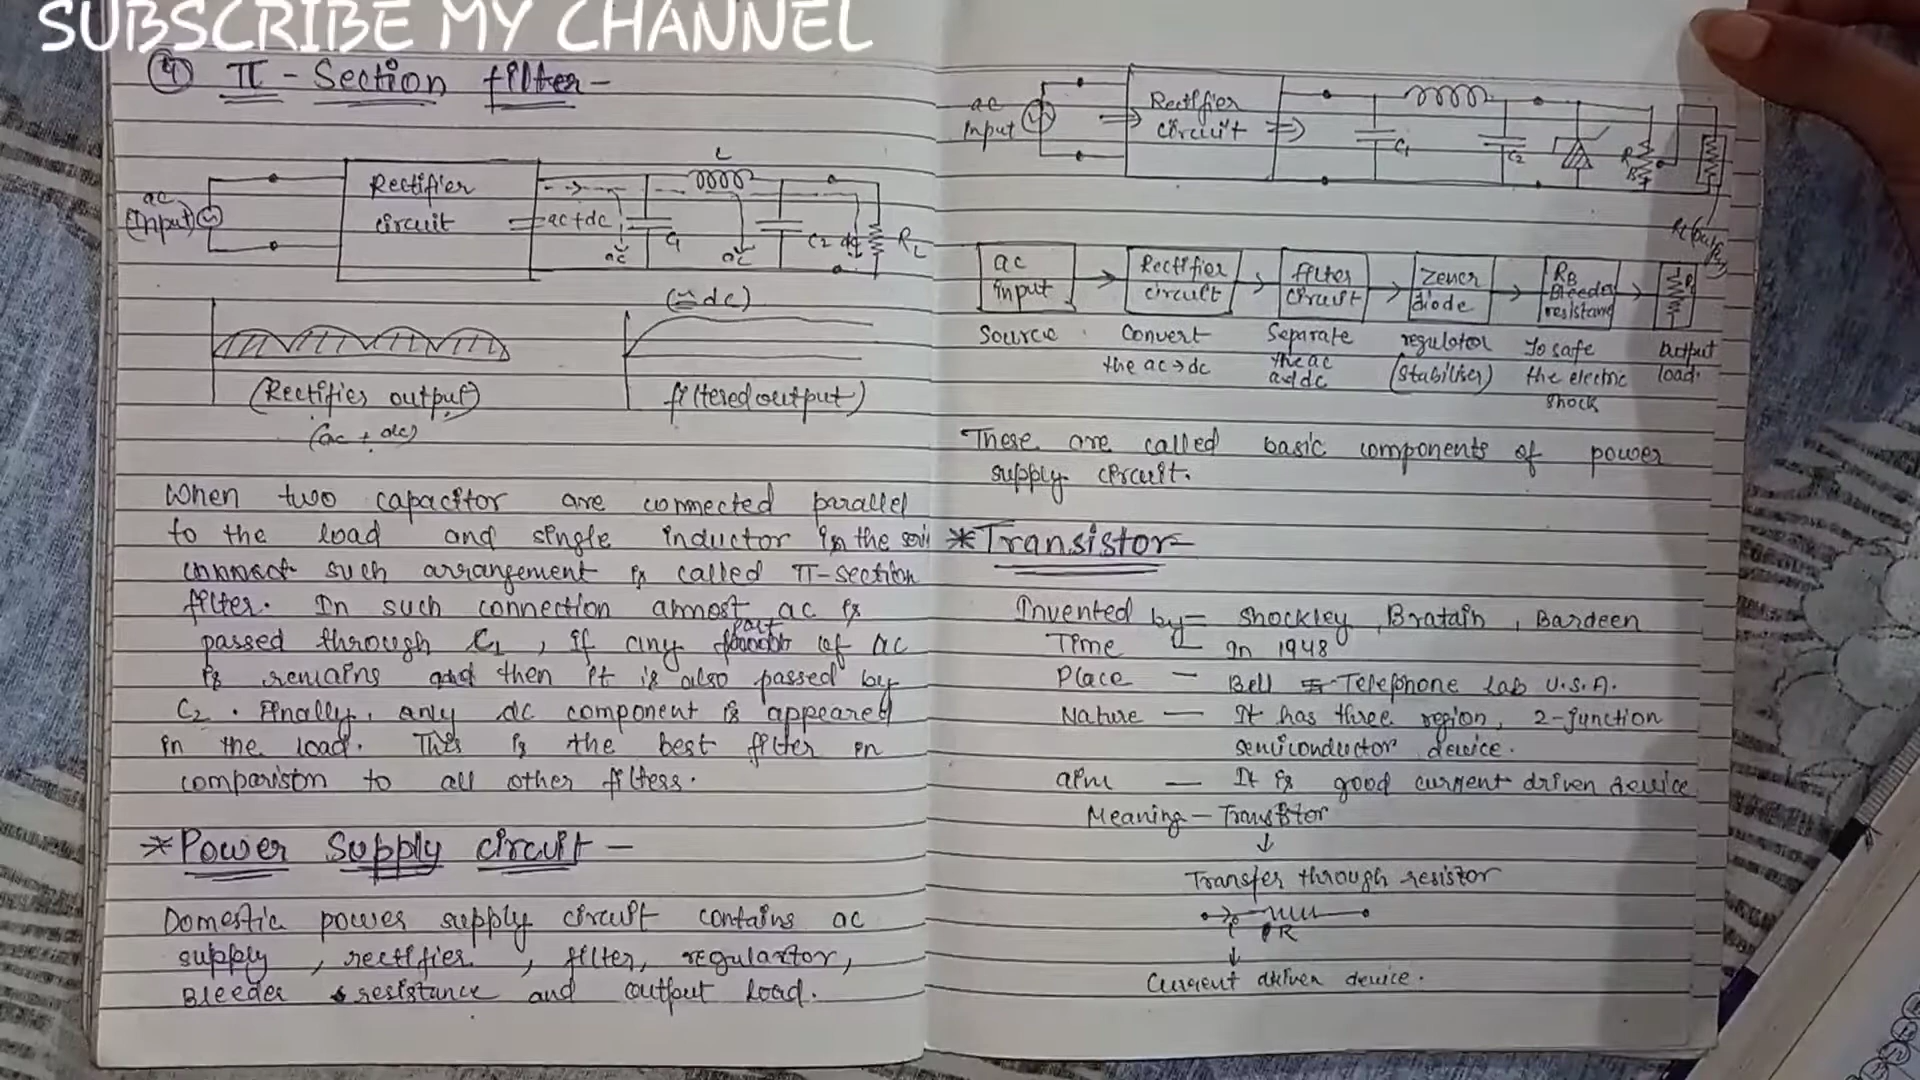 SUBSCRIBE MY CHANNEL
④ π - Section filter -
L
ac
(Input)
Rectifier
circuit
ac+dc
ac
C1
ac
C2
dc
RL
(≃ dc)
(Rectifier output)
(ac + dc)
filtered output)
When two capacitor are connected parallel
to the load and single inductor in the
connect such arrangement is called π-section
filter. In such connection almost ac is
passed through C1, if any part of ac
is remains and then it is also passed by
C2. Finally, only dc component is appeared
in the load. This is the best filter in
comparison to all other filters.
*Power Supply circuit -
Domestic power supply circuit contains ac
supply, rectifier, filter, regulartor,
Bleeder resistance and output load.
ac
Input
Rectifier
circuit
C1
C2
RB
ac
input
Rectifier
circuit
filter
circuit
Zener
diode
RB
Bleeder
resistance
Source
Convert
the ac → dc
Separate
the ac
and dc
regulator
(stabiliser)
To safe
the electric
shock
output
load.
These are called basic components of power
supply circuit.
*Transistor -
Invented by = Shockley, Bratain, Bardeen
Time - In 1948
Place - Bell Telephone Lab U.S.A.
Nature - It has three region, 2-junction
semiconductor device.
aim - It is good current driven device
Meaning - Transistor
↓
Transfer through resistor
R
↓
Current driven device.